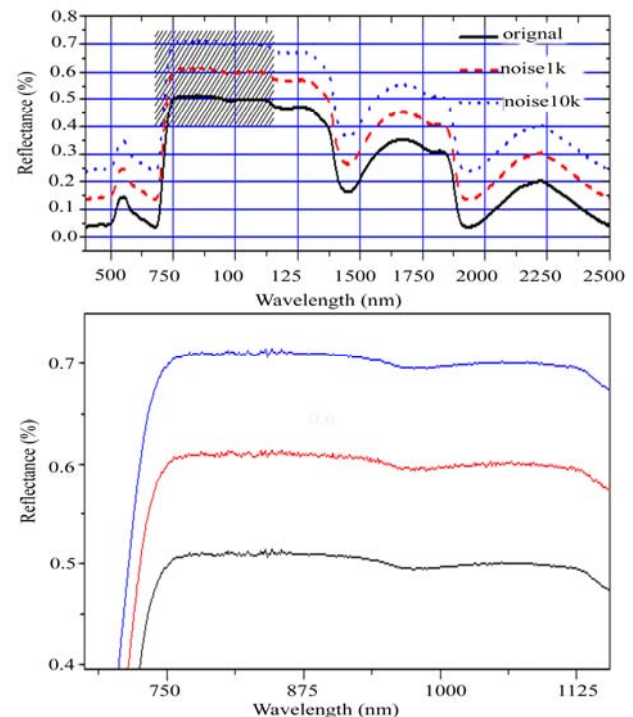 0.8
0.7
0.6
0.5
0.4
0.3
0.2
0.1
0.0
Reflectance (%)
orignal
noise1k
noise10k
500 750 100 125 1500 1750 2000 2250 2500
Wavelength (nm)
0.7
0.6
0.5
0.4
Reflectance (%)
750 875 1000 1125
Wavelength (nm)